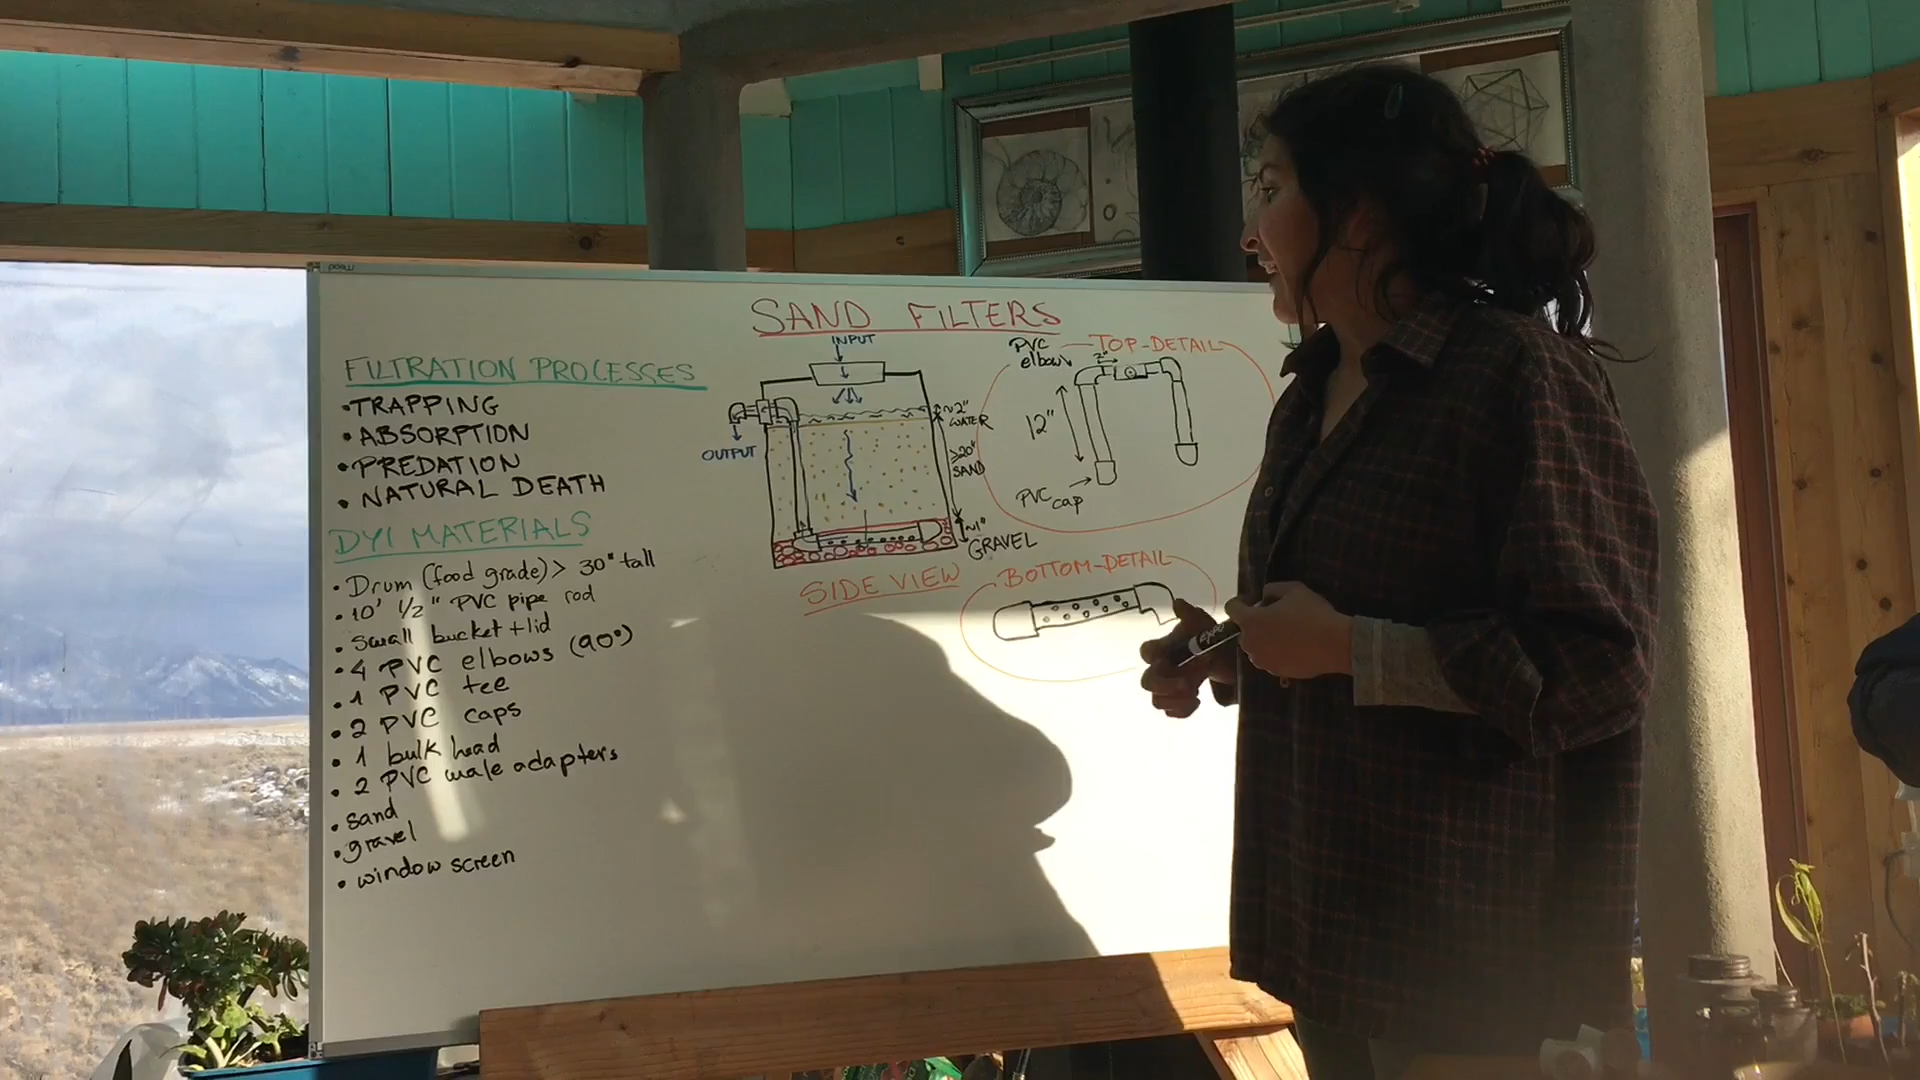 SAND FILTERS
FILTRATION PROCESSES
•TRAPPING
•ABSORPTION
•PREDATION
•NATURAL DEATH
DYI MATERIALS
•Drum (food grade) > 30" tall
•10' 1/2" PVC pipe rod
•small bucket + lid
•4 PVC elbows (90°)
•1 PVC tee
•2 PVC caps
•1 bulk head
•2 PVC male adapters
•sand
•gravel
•window screen
INPUT
OUTPUT
~2"
WATER
≥20"
SAND
~1"
GRAVEL
SIDE VIEW
TOP-DETAIL
PVC
elbow
2"
12"
PVC
cap
BOTTOM-DETAIL
EXPO